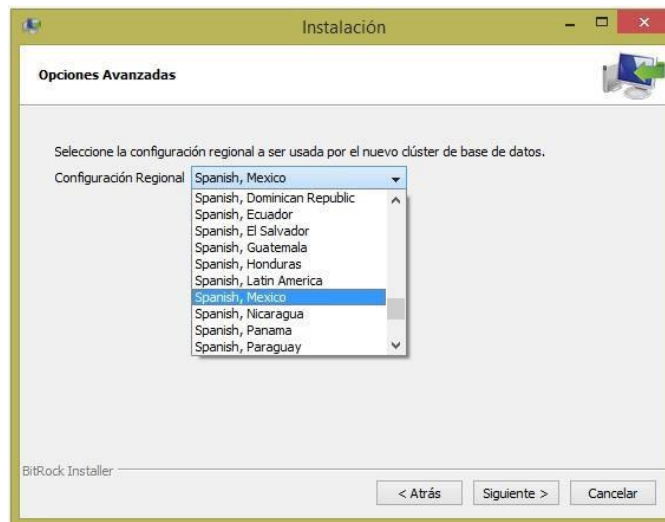 Instalación
Opciones Avanzadas
Seleccione la configuración regional a ser usada por el nuevo clúster de base de datos.
Configuración Regional Spanish, Mexico
Spanish, Dominican Republic
Spanish, Ecuador
Spanish, El Salvador
Spanish, Guatemala
Spanish, Honduras
Spanish, Latin America
Spanish, Mexico
Spanish, Nicaragua
Spanish, Panama
Spanish, Paraguay
BitRock Installer
< Atrás Siguiente > Cancelar